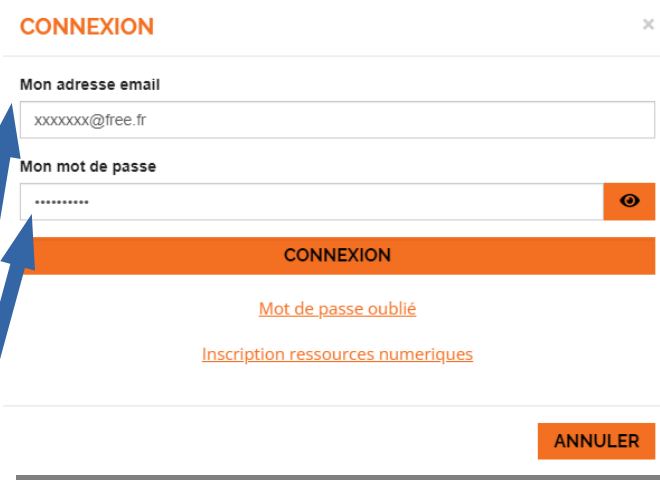 CONNEXION
×
Mon adresse email
xxxxxxx@free.fr
Mon mot de passe
••••••••••
CONNEXION
Mot de passe oublié
Inscription ressources numeriques
ANNULER